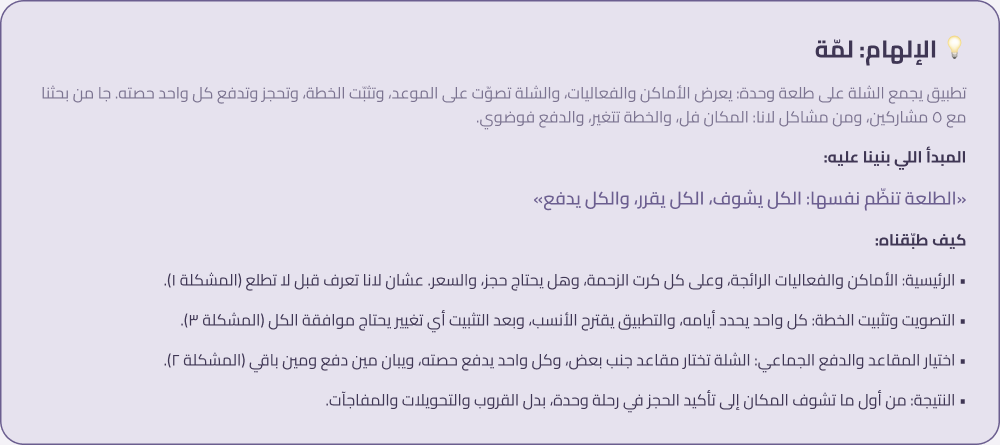 💡 الإلهام: لمّة
تطبيق يجمع الشلة على طلعة وحدة: يعرض الأماكن والفعاليات، والشلة تصوّت على الموعد، وتثبّت الخطة، وتحجز وتدفع كل واحد حصته. جا من بحثنا
مع ٥ مشاركين، ومن مشاكل لانا: المكان فل، والخطة تتغير، والدفع فوضوي.
المبدأ اللي بنينا عليه:
«الطلعة تنظّم نفسها: الكل يشوف، الكل يقرر، والكل يدفع»
كيف طبّقناه:
▪ الرئيسية: الأماكن والفعاليات الرائجة، وعلى كل كرت الزحمة، وهل يحتاج حجز، والسعر. عشان لانا تعرف قبل لا تطلع (المشكلة ١).
▪ التصويت وتثبيت الخطة: كل واحد يحدد أيامه، والتطبيق يقترح الأنسب، وبعد التثبيت أي تغيير يحتاج موافقة الكل (المشكلة ٣).
▪ اختيار المقاعد والدفع الجماعي: الشلة تختار مقاعد جنب بعض، وكل واحد يدفع حصته، ويبان مين دفع ومين باقي (المشكلة ٢).
▪ النتيجة: من أول ما تشوف المكان إلى تأكيد الحجز في رحلة وحدة، بدل القروب والتحويلات والمفاجآت.